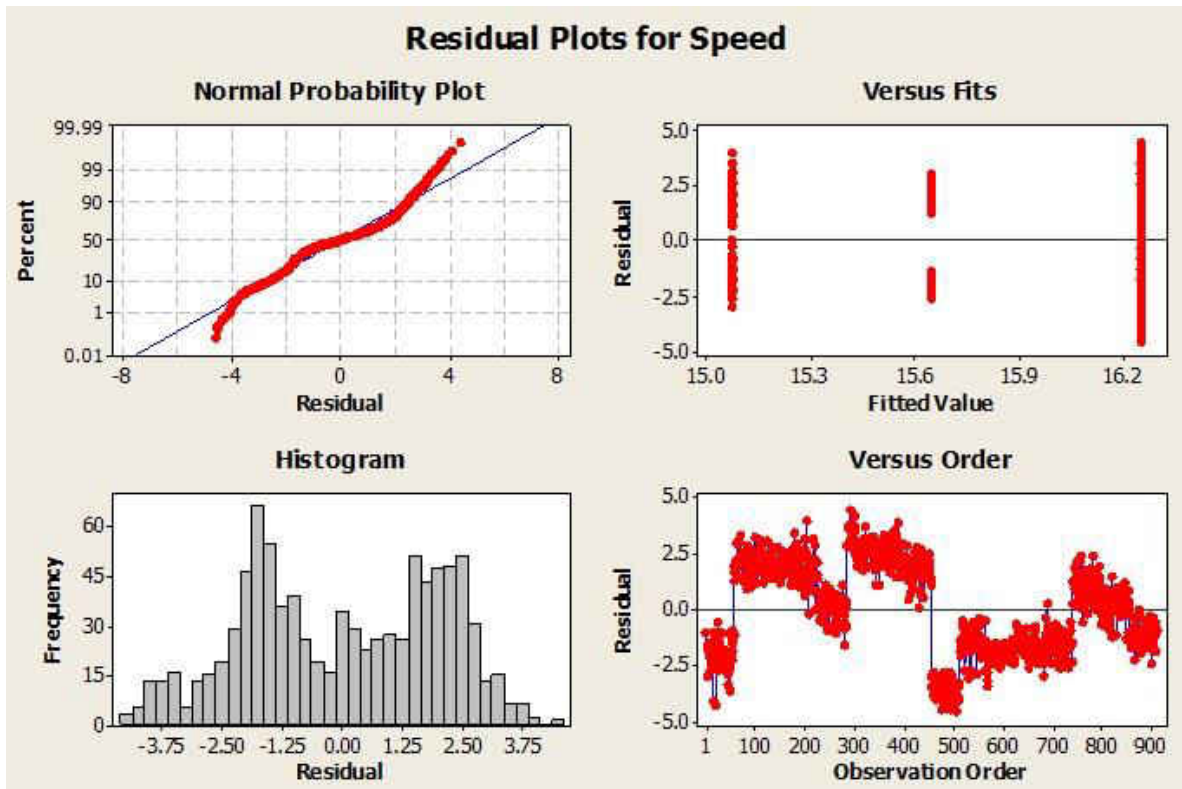 Residual Plots for Speed
Normal Probability Plot
Percent
99.99
99
90
50
10
1
0.01
-8 -4 0 4 8
Residual
Versus Fits
Residual
5.0
2.5
0.0
-2.5
-5.0
15.0 15.3 15.6 15.9 16.2
Fitted Value
Histogram
Frequency
60
45
30
15
0
-3.75 -2.50 -1.25 0.00 1.25 2.50 3.75
Residual
Versus Order
Residual
5.0
2.5
0.0
-2.5
-5.0
1 100 200 300 400 500 600 700 800 900
Observation Order